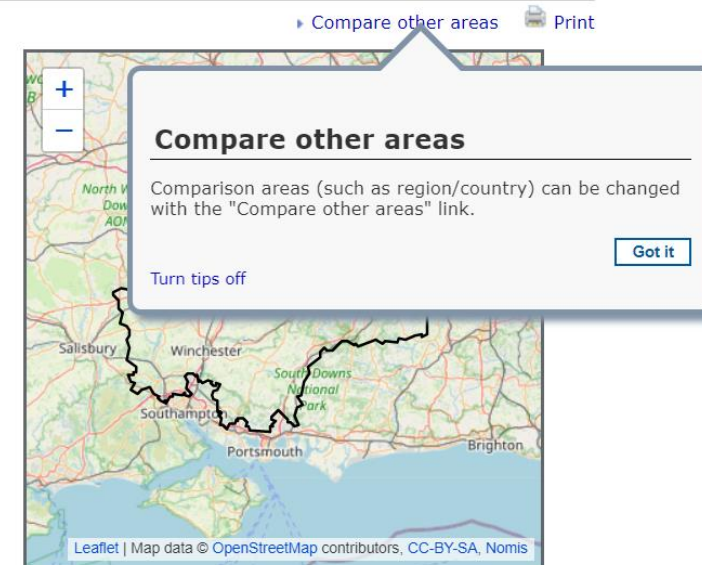 Compare other areas
Print
+
−
Compare other areas
Comparison areas (such as region/country) can be changed
with the "Compare other areas" link.
Got it
Turn tips off
North W
Dow
AON
Salisbury
Winchester
South Downs
National
Park
Southampton
Portsmouth
Brighton
Leaflet | Map data © OpenStreetMap contributors, CC-BY-SA, Nomis